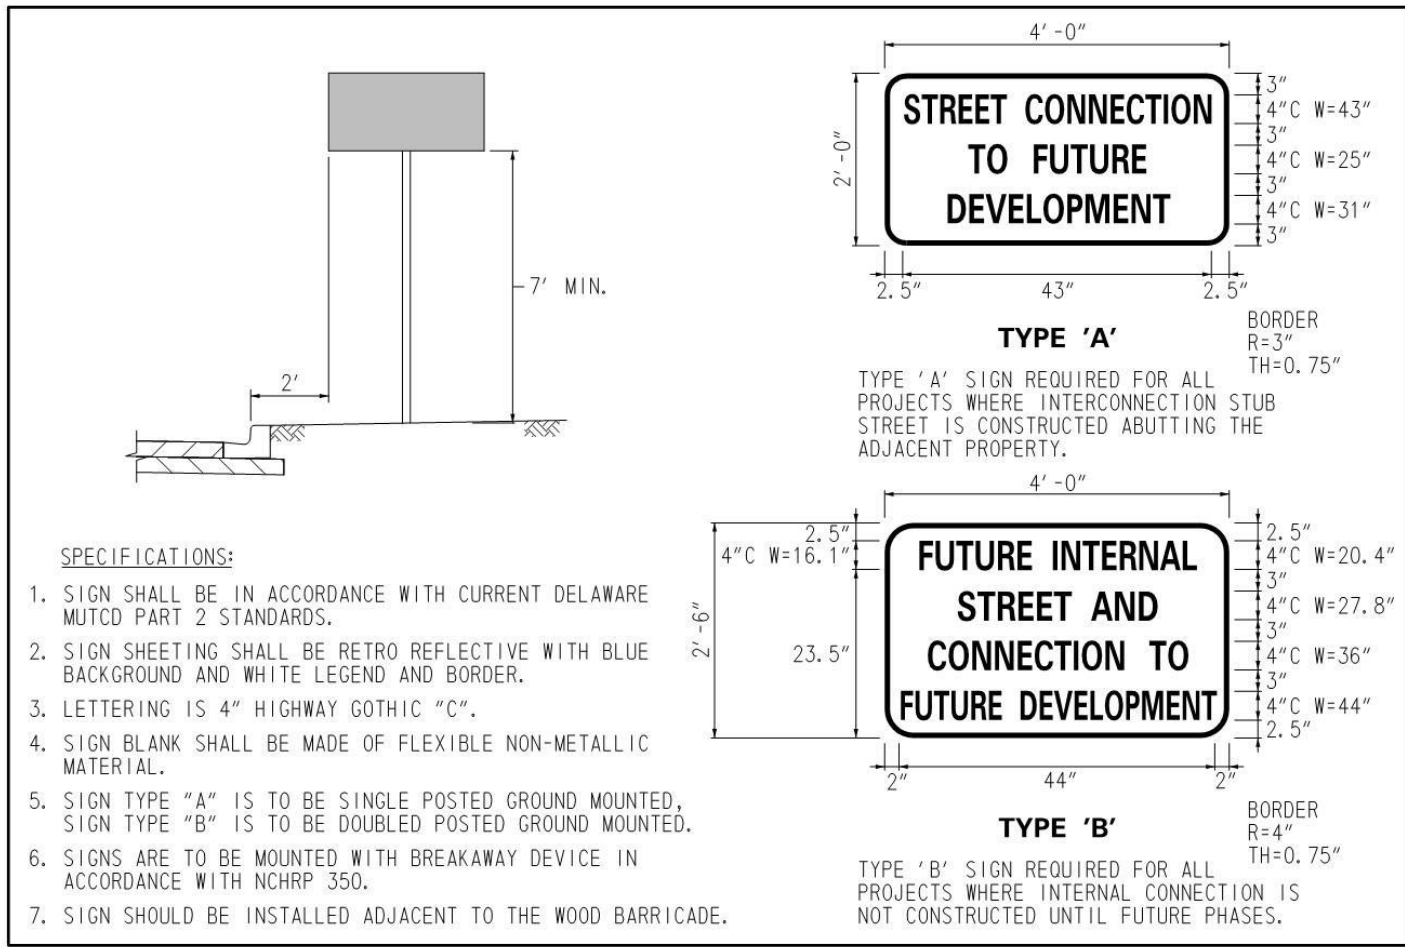 7' MIN.
2'
SPECIFICATIONS:
1. SIGN SHALL BE IN ACCORDANCE WITH CURRENT DELAWARE
MUTCD PART 2 STANDARDS.
2. SIGN SHEETING SHALL BE RETRO REFLECTIVE WITH BLUE
BACKGROUND AND WHITE LEGEND AND BORDER.
3. LETTERING IS 4" HIGHWAY GOTHIC "C".
4. SIGN BLANK SHALL BE MADE OF FLEXIBLE NON-METALLIC
MATERIAL.
5. SIGN TYPE "A" IS TO BE SINGLE POSTED GROUND MOUNTED,
SIGN TYPE "B" IS TO BE DOUBLED POSTED GROUND MOUNTED.
6. SIGNS ARE TO BE MOUNTED WITH BREAKAWAY DEVICE IN
ACCORDANCE WITH NCHRP 350.
7. SIGN SHOULD BE INSTALLED ADJACENT TO THE WOOD BARRICADE.
4'-0"
2'-0"
STREET CONNECTION
TO FUTURE
DEVELOPMENT
3"
4"C W=43"
3"
4"C W=25"
3"
4"C W=31"
3"
2.5" 43" 2.5"
TYPE 'A'
BORDER
R=3"
TH=0.75"
TYPE 'A' SIGN REQUIRED FOR ALL
PROJECTS WHERE INTERCONNECTION STUB
STREET IS CONSTRUCTED ABUTTING THE
ADJACENT PROPERTY.
4'-0"
2'-6"
2.5"
4"C W=16.1"
23.5"
FUTURE INTERNAL
STREET AND
CONNECTION TO
FUTURE DEVELOPMENT
2.5"
4"C W=20.4"
3"
4"C W=27.8"
3"
4"C W=36"
3"
4"C W=44"
2.5"
2" 44" 2"
TYPE 'B'
BORDER
R=4"
TH=0.75"
TYPE 'B' SIGN REQUIRED FOR ALL
PROJECTS WHERE INTERNAL CONNECTION IS
NOT CONSTRUCTED UNTIL FUTURE PHASES.